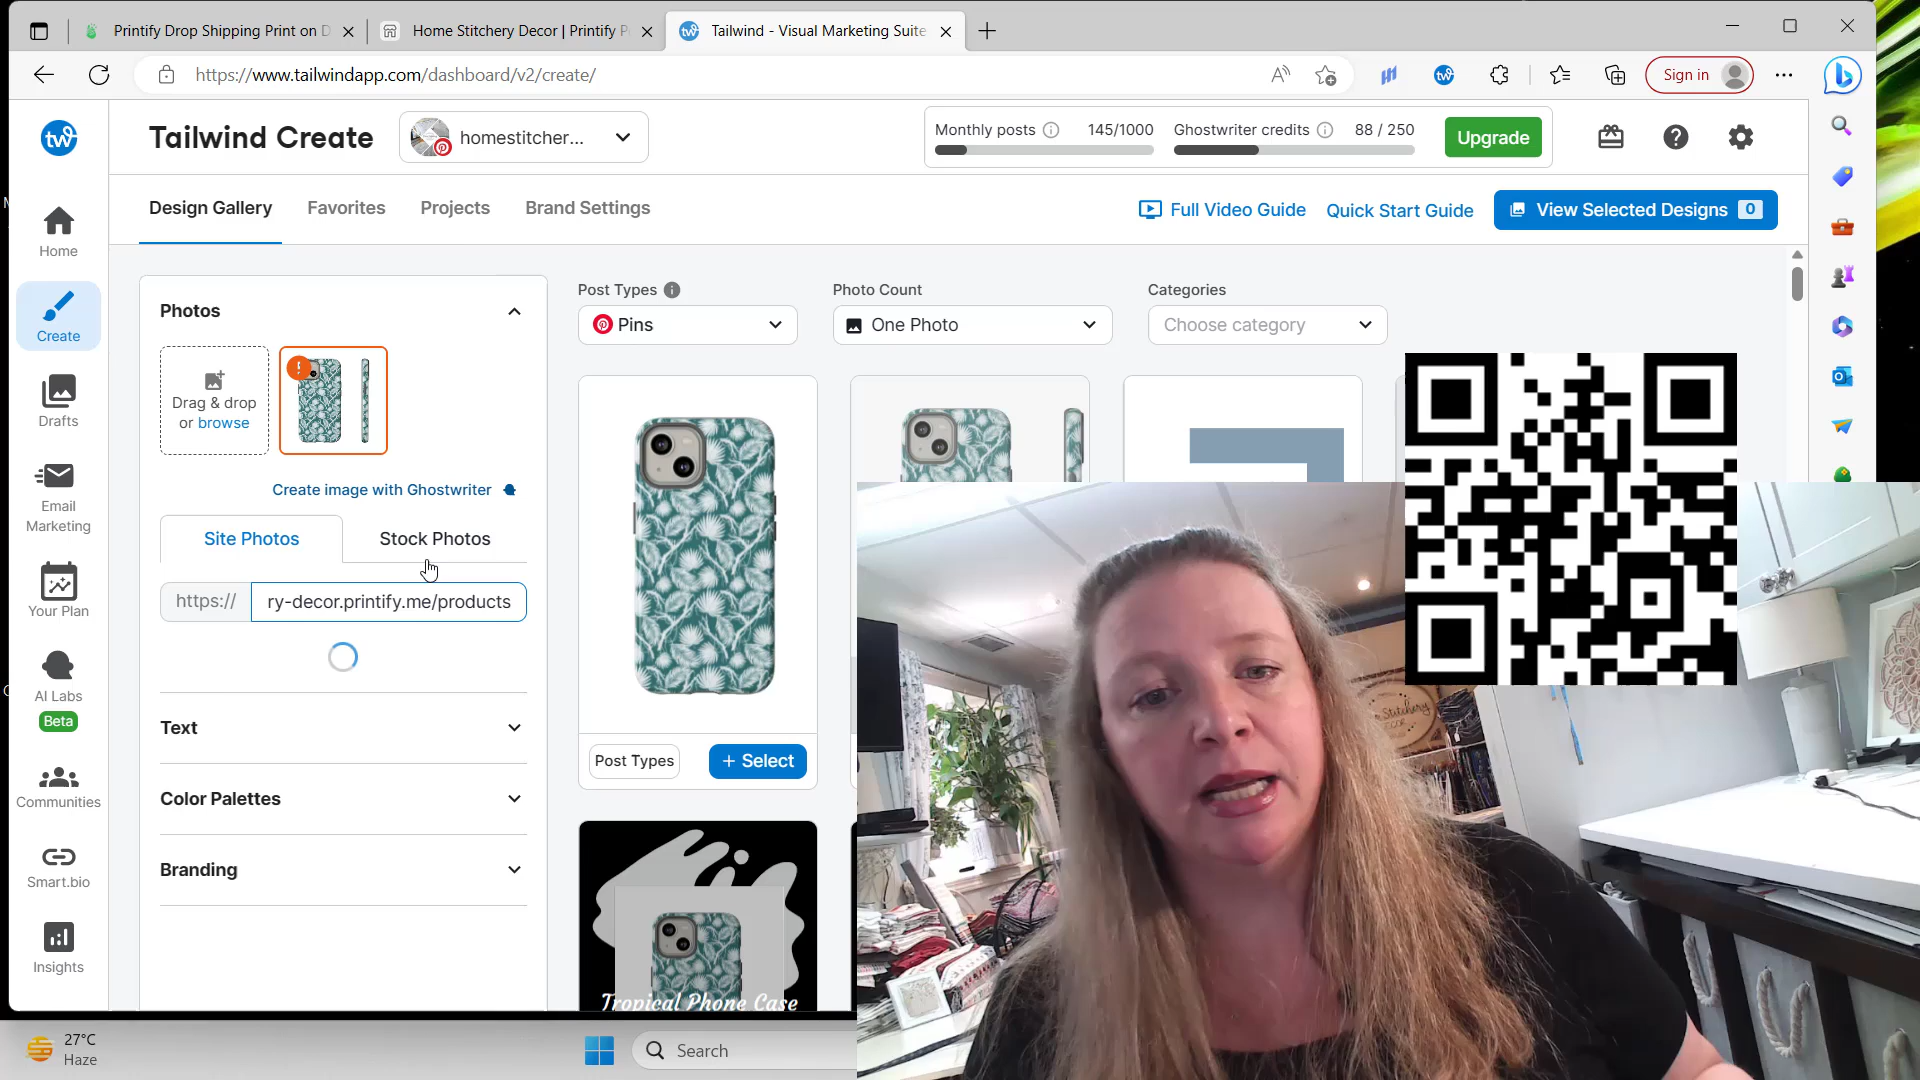 Printify Drop Shipping Print on D
Home Stitchery Decor | Printify P
Tailwind - Visual Marketing Suite
https://www.tailwindapp.com/dashboard/v2/create/
Sign in
Tailwind Create
homestitcher...
Monthly posts 145/1000
Ghostwriter credits 88 / 250
Upgrade
Design Gallery
Favorites
Projects
Brand Settings
Full Video Guide
Quick Start Guide
View Selected Designs 0
Home
Create
Drafts
Email
Marketing
Your Plan
AI Labs
Beta
Communities
Smart.bio
Insights
Photos
Drag & drop
or browse
Create image with Ghostwriter
Site Photos
Stock Photos
https:// ry-decor.printify.me/products
Text
Color Palettes
Branding
Post Types
Pins
Photo Count
One Photo
Categories
Choose category
Post Types
+ Select
Tropical Phone Case
Stitchery
27°C
Haze
Search